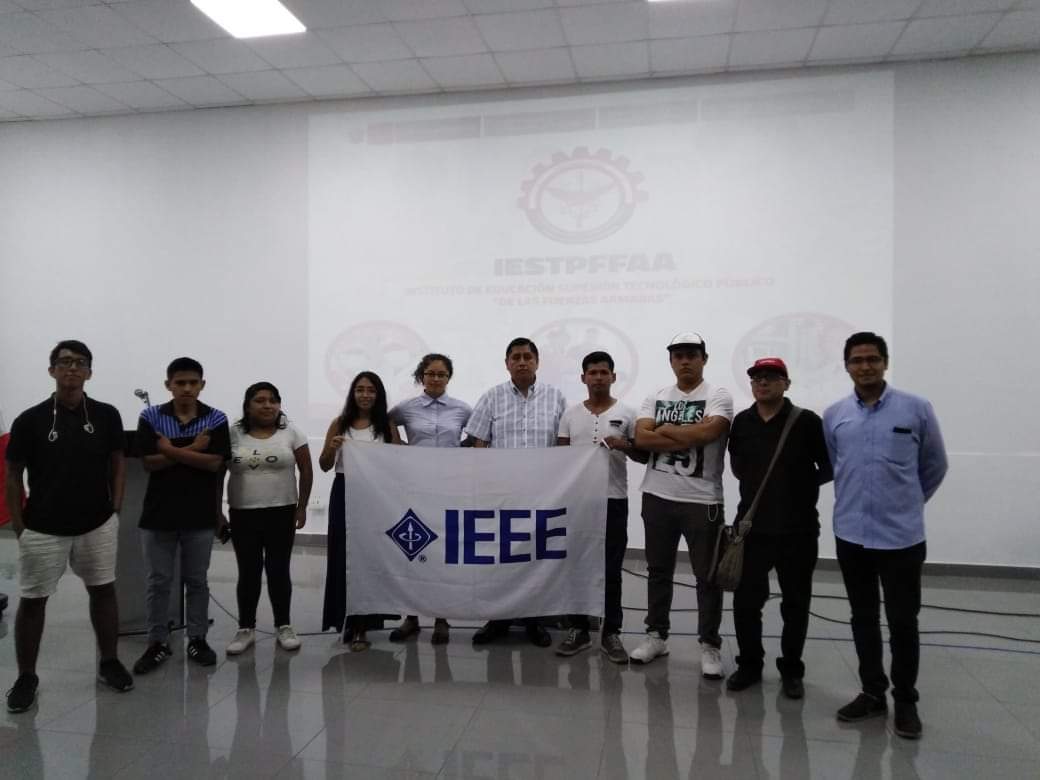 IESTPFFAA
INSTITUTO DE EDUCACIÓN SUPERIOR TECNOLÓGICO PÚBLICO
"DE LAS FUERZAS ARMADAS"
LOS
ANGELES
IEEE
®